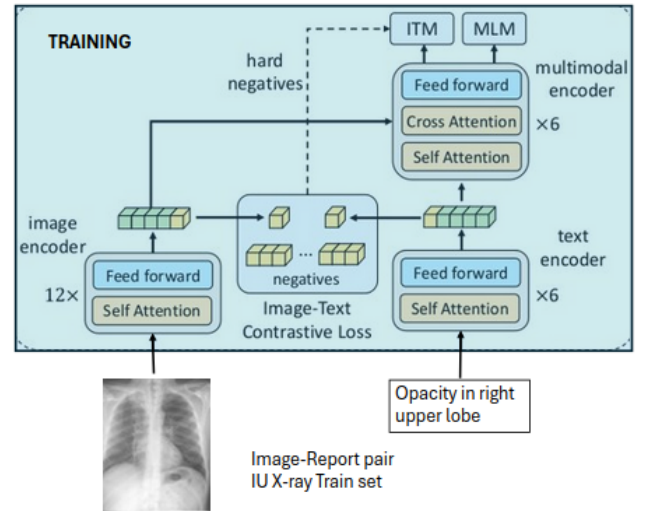 TRAINING
ITM
MLM
hard
negatives
Feed forward
Cross Attention
Self Attention
multimodal
encoder
×6
image
encoder
12×
Feed forward
Self Attention
negatives
...
Image-Text
Contrastive Loss
Feed forward
Self Attention
text
encoder
×6
Opacity in right
upper lobe
Image-Report pair
IU X-ray Train set